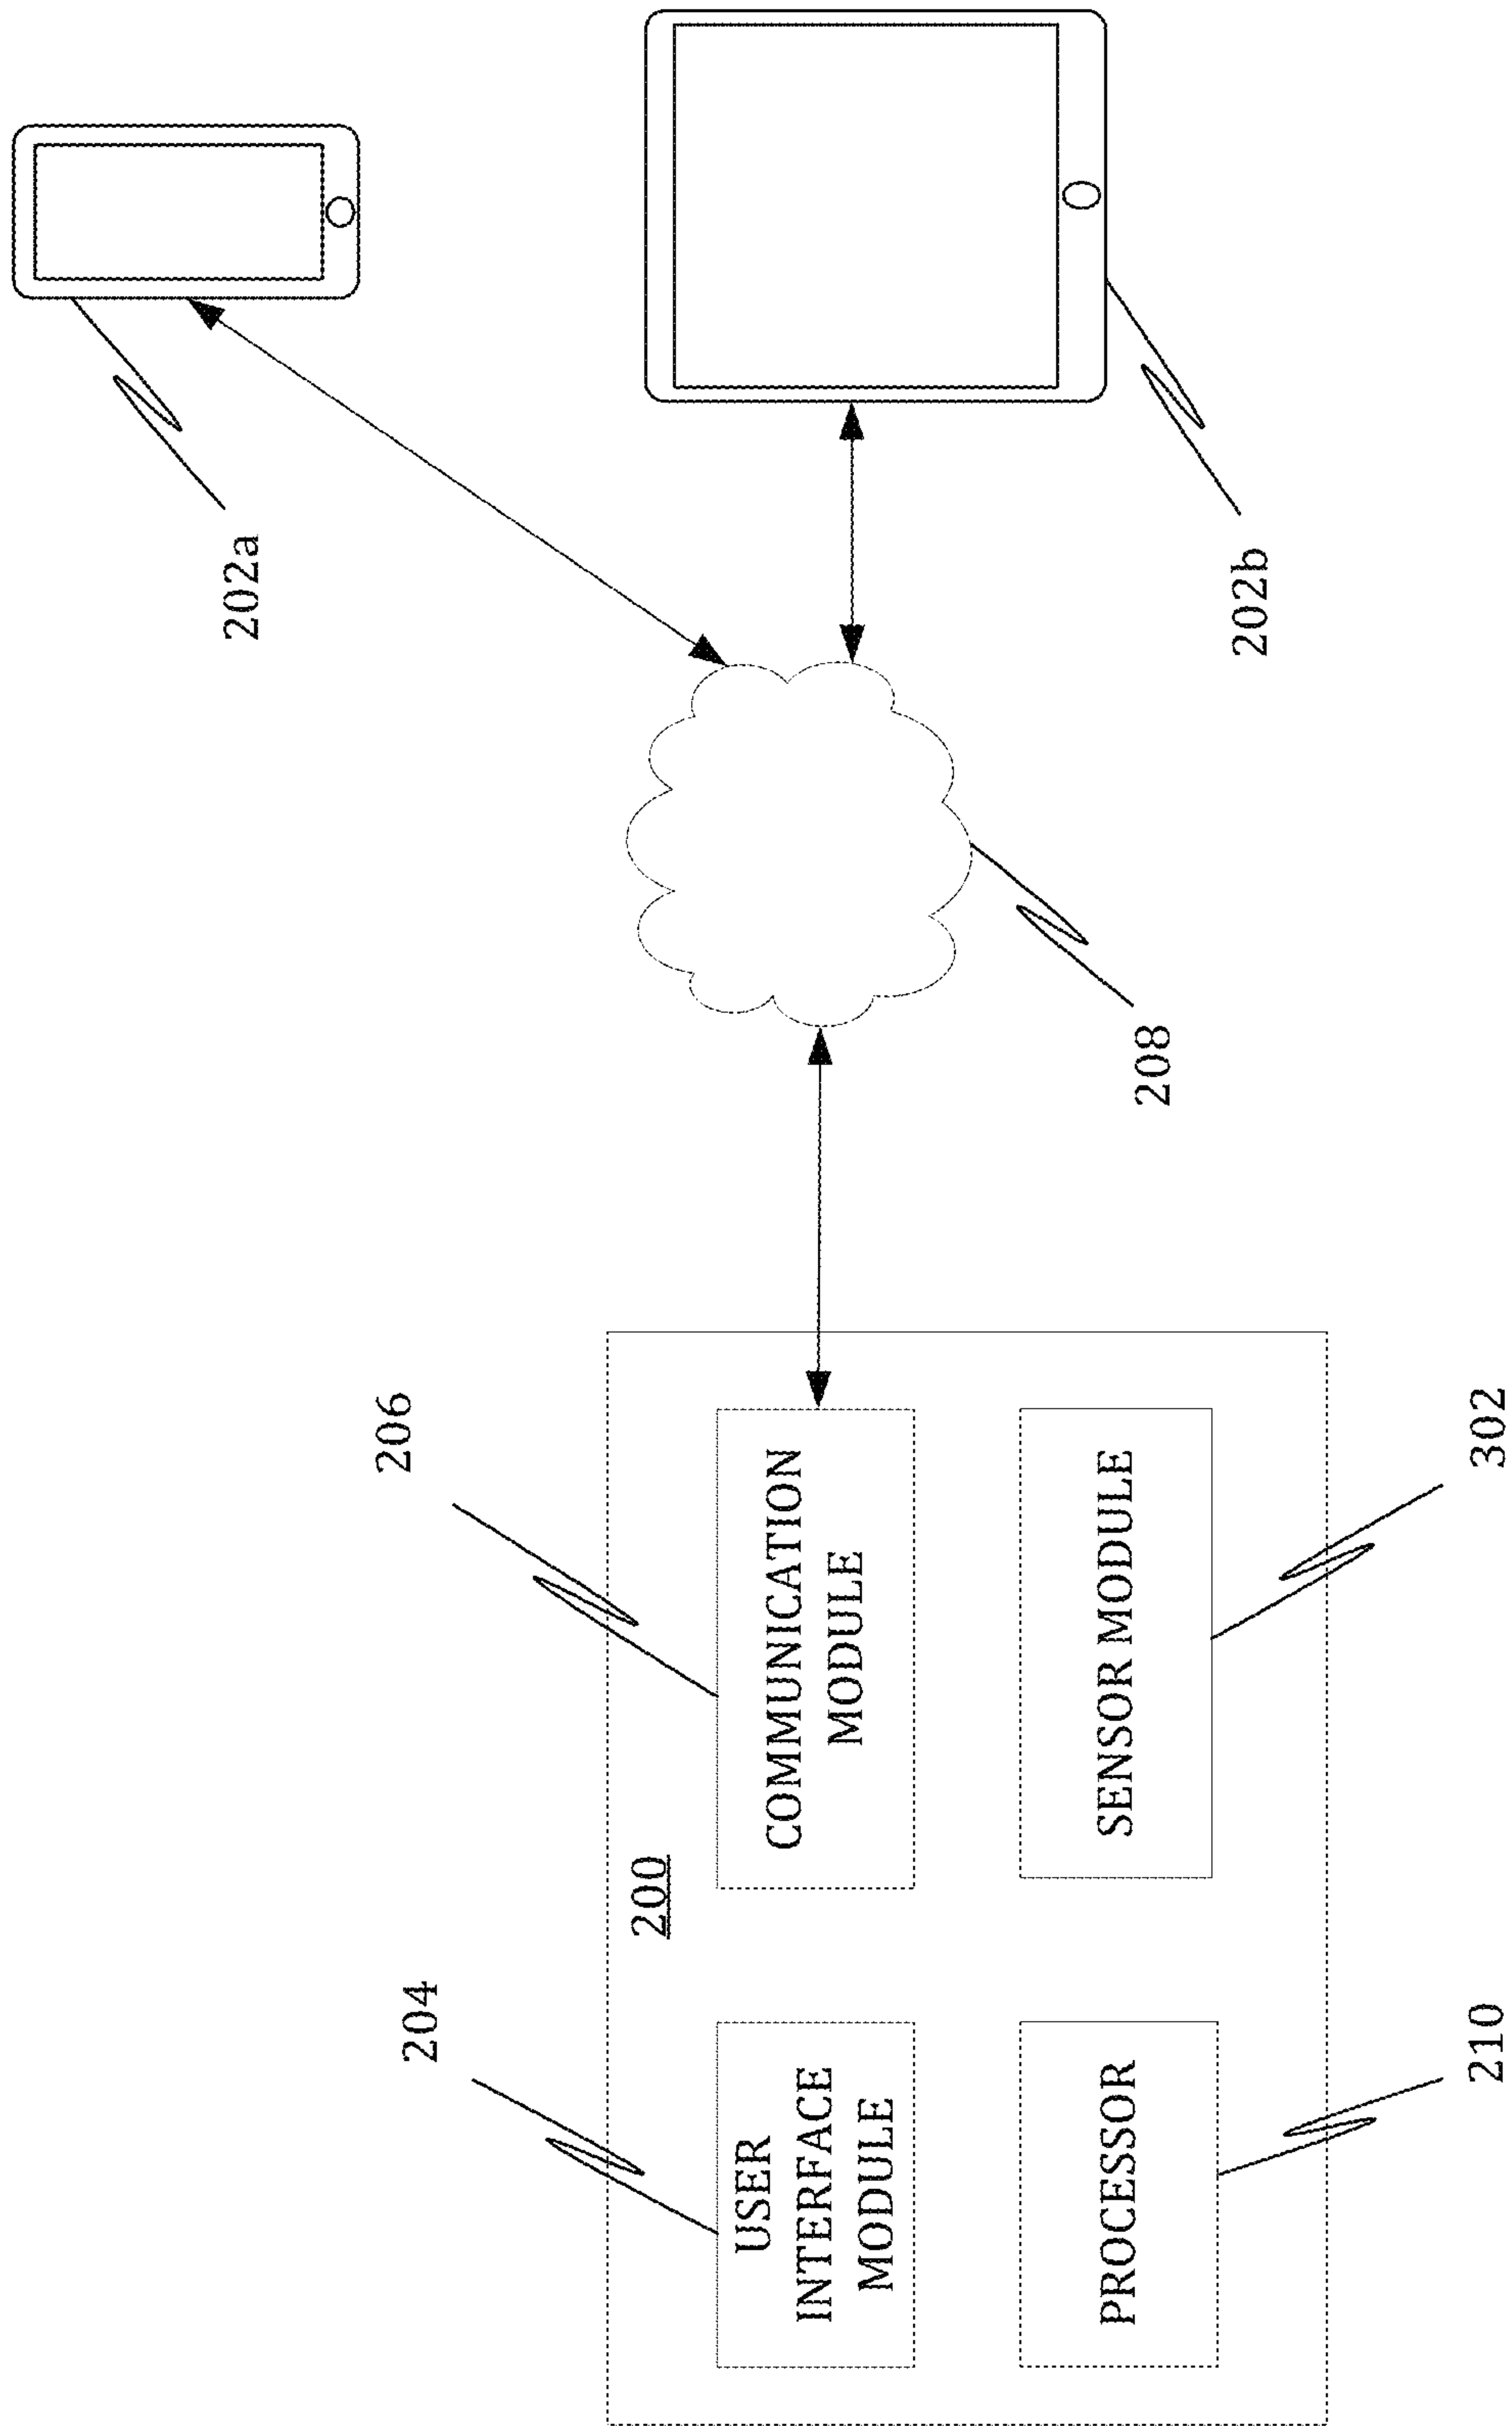 204
206
200
USER
INTERFACE
MODULE
COMMUNICATION
MODULE
PROCESSOR
SENSOR MODULE
210
302
208
202a
202b